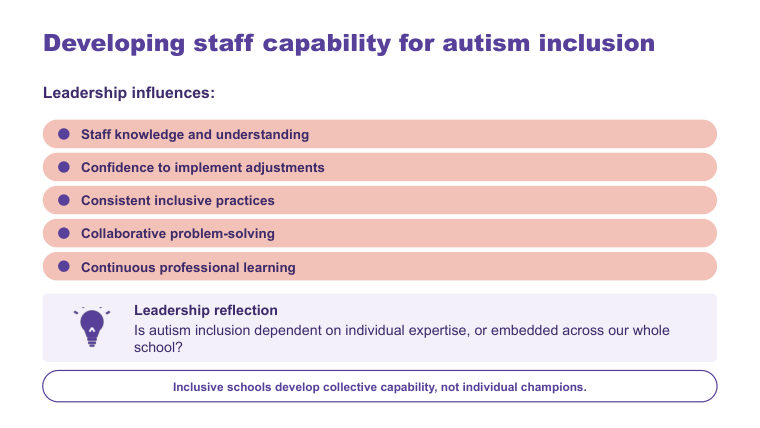 Developing staff capability for autism inclusion
Leadership influences:
Staff knowledge and understanding
Confidence to implement adjustments
Consistent inclusive practices
Collaborative problem-solving
Continuous professional learning
Leadership reflection
Is autism inclusion dependent on individual expertise, or embedded across our whole
school?
Inclusive schools develop collective capability, not individual champions.